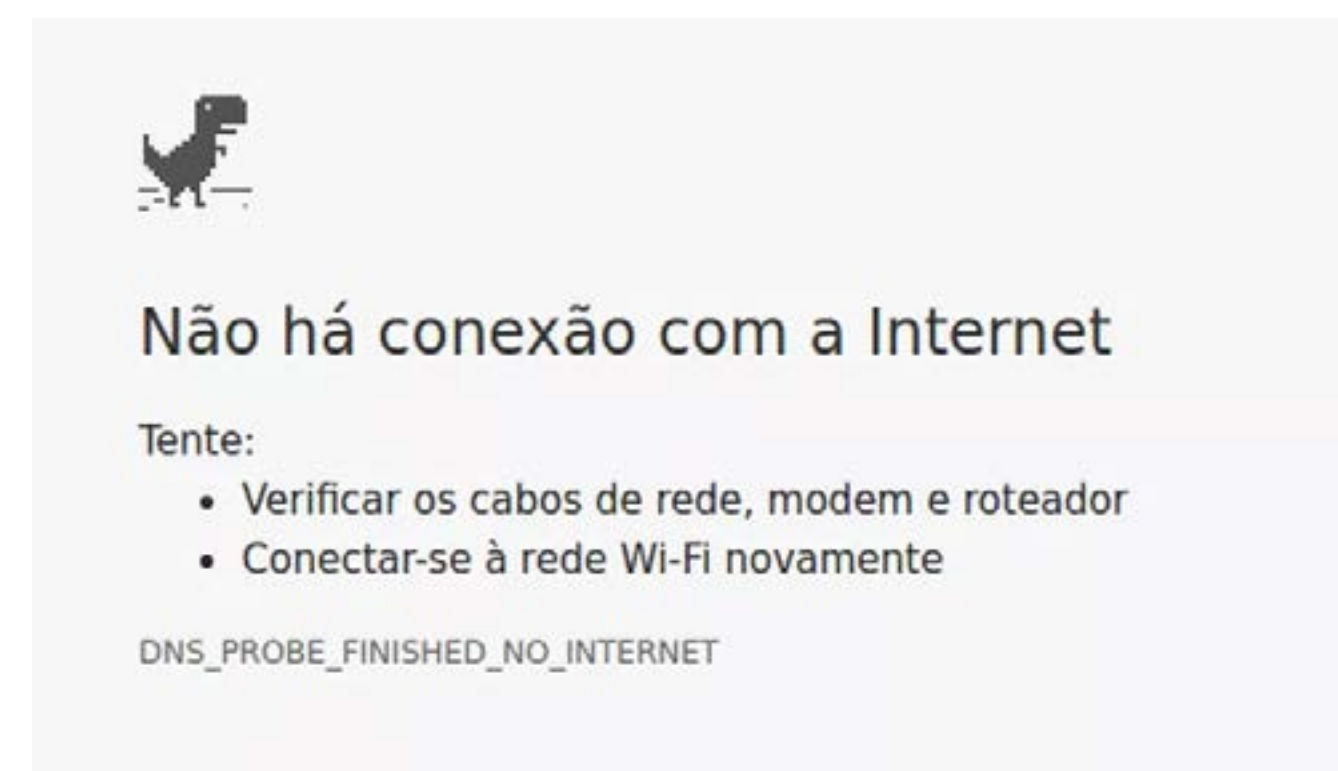 Não há conexão com a Internet
Tente:
• Verificar os cabos de rede, modem e roteador
• Conectar-se à rede Wi-Fi novamente
DNS_PROBE_FINISHED_NO_INTERNET